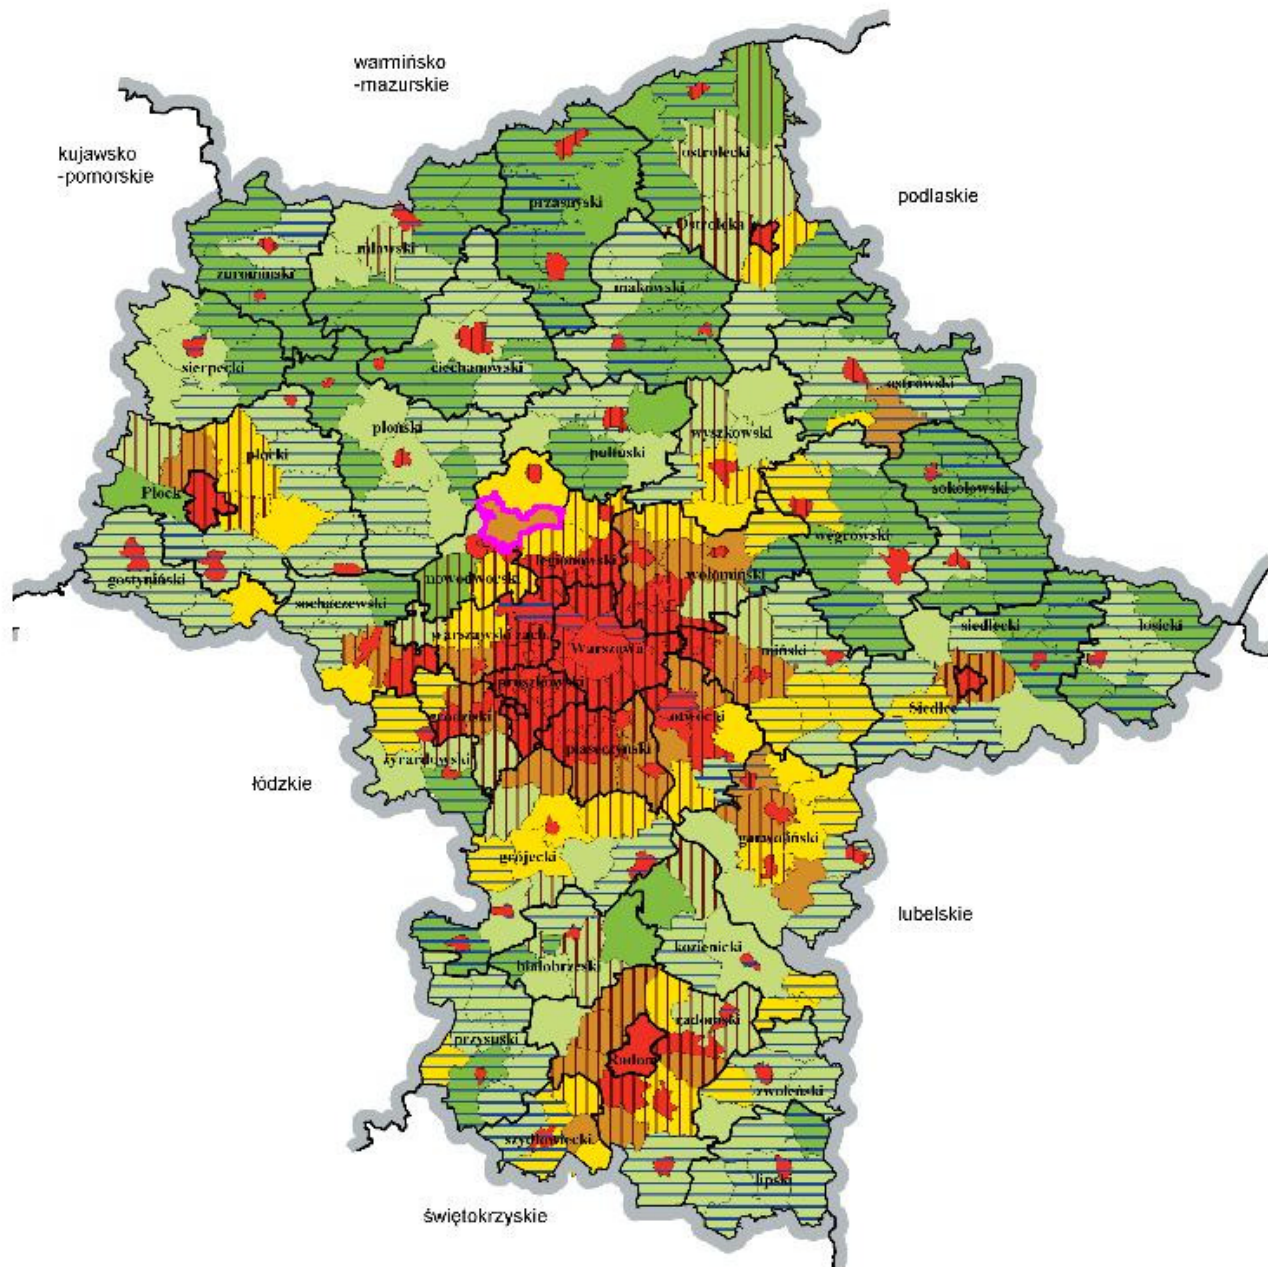 warmińsko
-mazurskie
kujawsko
-pomorskie
podlaskie
ostrołęcki
przasnyski
Ostrołęka
mławski
żuromiński
makowski
sierpecki
ciechanowski
ostrowski
płoński
wyszkowski
płocki
pułtuski
Płock
sokołowski
węgrowski
legionowski
wołomiński
gostyniński
nowodworski
sochaczewski
siedlecki
łosicki
warszawski zach.
Warszawa
miński
pruszkowski
Siedlce
grodziski
otwocki
piaseczyński
żyrardowski
łódzkie
garwoliński
grójecki
lubelskie
kozienicki
białobrzeski
radomski
przysuski
Radom
zwoleński
szydłowiecki
lipski
świętokrzyskie